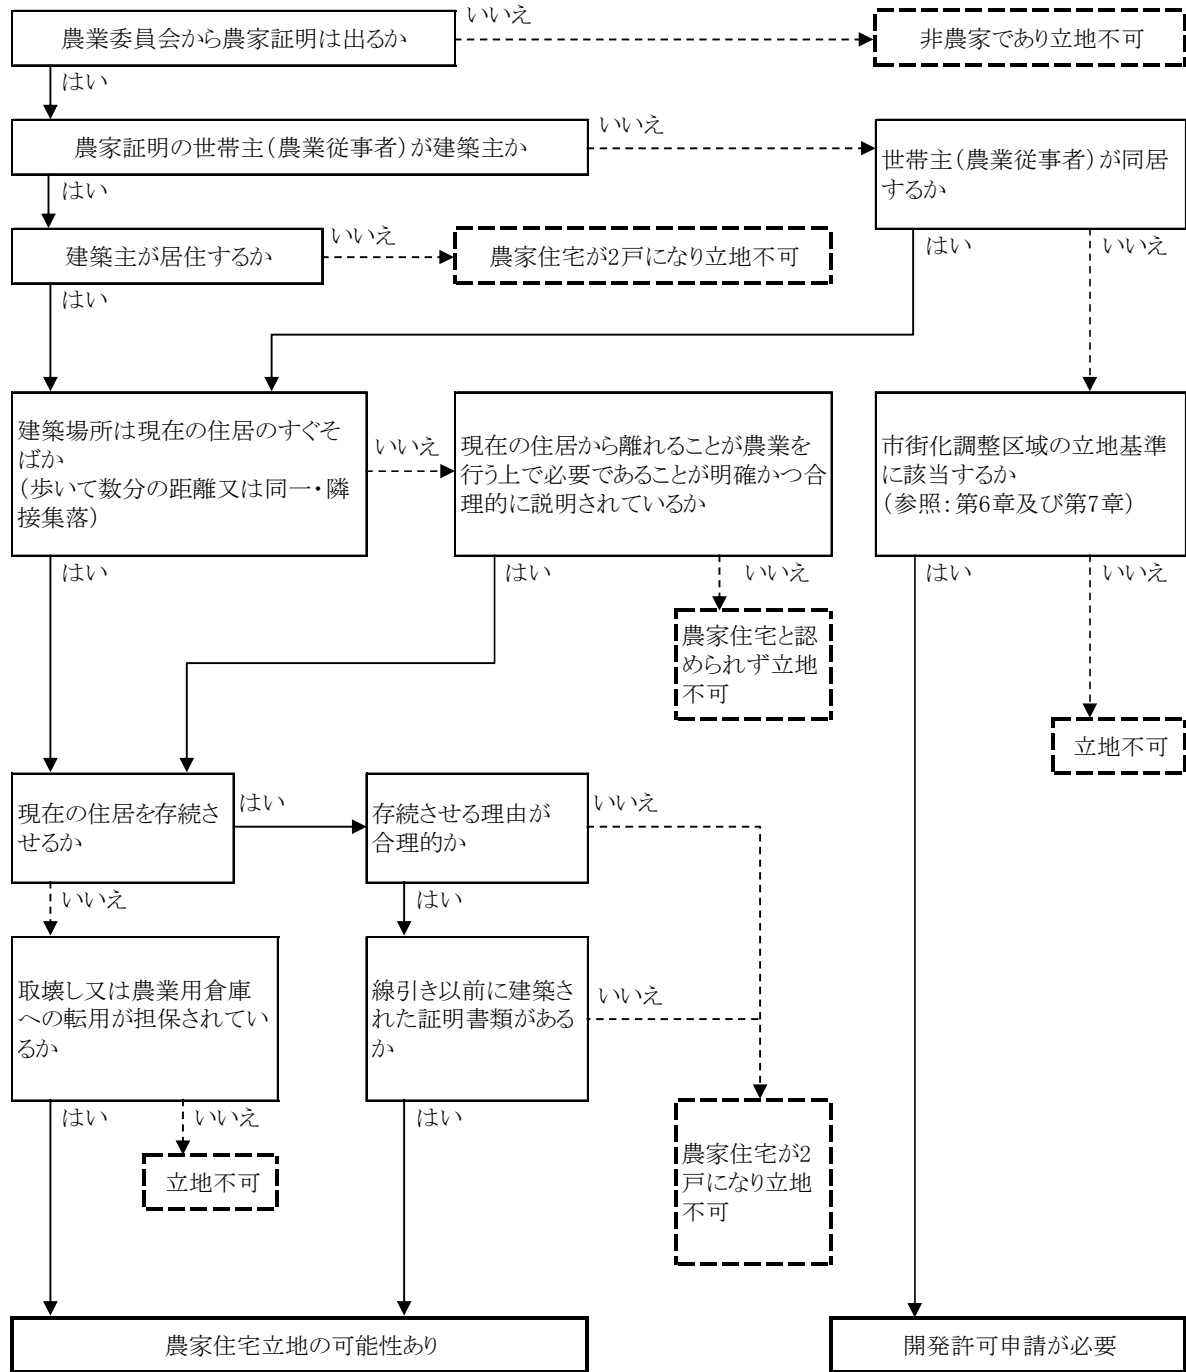 農業委員会から農家証明は出るか
いいえ
非農家であり立地不可
はい
農家証明の世帯主（農業従事者）が建築主か
いいえ
世帯主（農業従事者）が同居
するか
はい
建築主が居住するか
いいえ
農家住宅が2戸になり立地不可
はい
いいえ
はい
建築場所は現在の住居のすぐそ
ばか
（歩いて数分の距離又は同一・隣
接集落）
いいえ
現在の住居から離れることが農業を
行う上で必要であることが明確かつ合
理的に説明されているか
市街化調整区域の立地基準
に該当するか
（参照：第6章及び第7章）
はい
はい
いいえ
はい
いいえ
農家住宅と認
められず立地
不可
立地不可
現在の住居を存続さ
せるか
はい
存続させる理由が
合理的か
いいえ
いいえ
はい
取壊し又は農業用倉庫
への転用が担保されてい
るか
線引き以前に建築さ
れた証明書類がある
か
いいえ
はい
いいえ
はい
立地不可
農家住宅が2
戸になり立地
不可
農家住宅立地の可能性あり
開発許可申請が必要